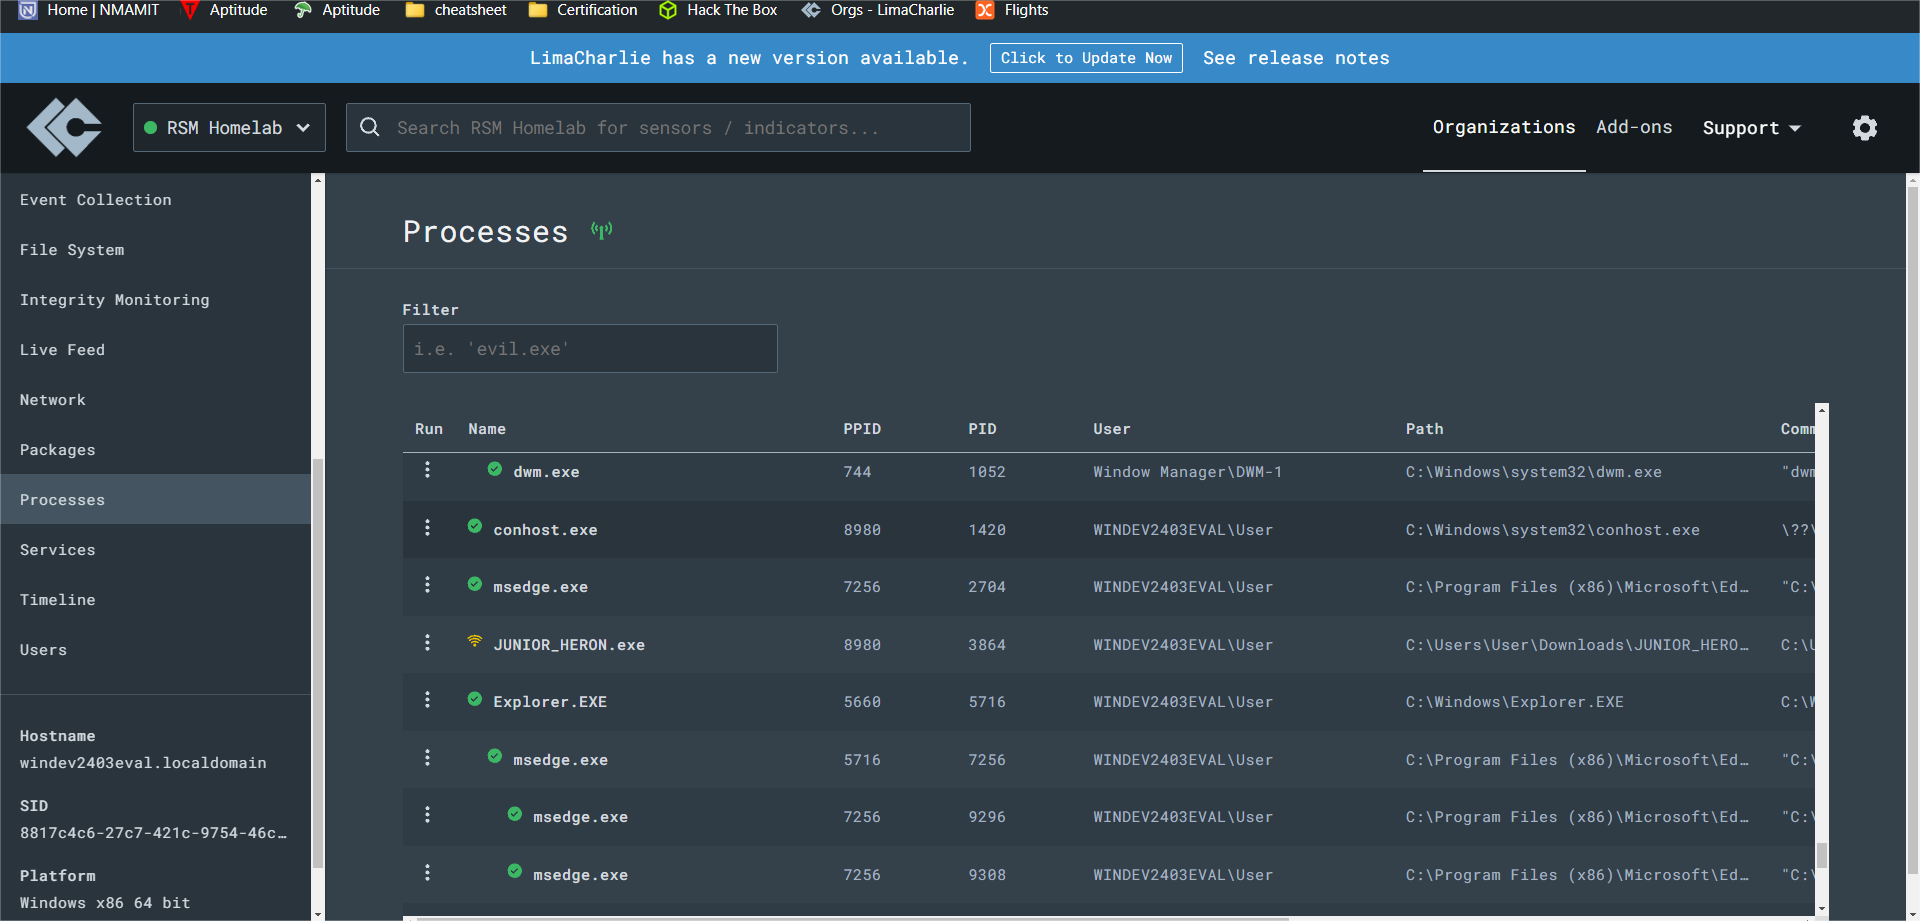 Home | NMAMIT Aptitude Aptitude cheatsheet Certification Hack The Box Orgs - LimaCharlie Flights
LimaCharlie has a new version available. Click to Update Now See release notes
RSM Homelab Search RSM Homelab for sensors / indicators... Organizations Add-ons Support
Event Collection
File System
Integrity Monitoring
Live Feed
Network
Packages
Processes
Services
Timeline
Users
Hostname
windev2403eval.localdomain
SID
8817c4c6-27c7-421c-9754-46c…
Platform
Windows x86 64 bit
Processes
Filter
i.e. 'evil.exe'
Run Name PPID PID User Path Comm
dwm.exe 744 1052 Window Manager\DWM-1 C:\Windows\system32\dwm.exe "dwm
conhost.exe 8980 1420 WINDEV2403EVAL\User C:\Windows\system32\conhost.exe \??\
msedge.exe 7256 2704 WINDEV2403EVAL\User C:\Program Files (x86)\Microsoft\Ed… "C:\
JUNIOR_HERON.exe 8980 3864 WINDEV2403EVAL\User C:\Users\User\Downloads\JUNIOR_HERO… C:\U
Explorer.EXE 5660 5716 WINDEV2403EVAL\User C:\Windows\Explorer.EXE C:\W
msedge.exe 5716 7256 WINDEV2403EVAL\User C:\Program Files (x86)\Microsoft\Ed… "C:\
msedge.exe 7256 9296 WINDEV2403EVAL\User C:\Program Files (x86)\Microsoft\Ed… "C:\
msedge.exe 7256 9308 WINDEV2403EVAL\User C:\Program Files (x86)\Microsoft\Ed… "C:\